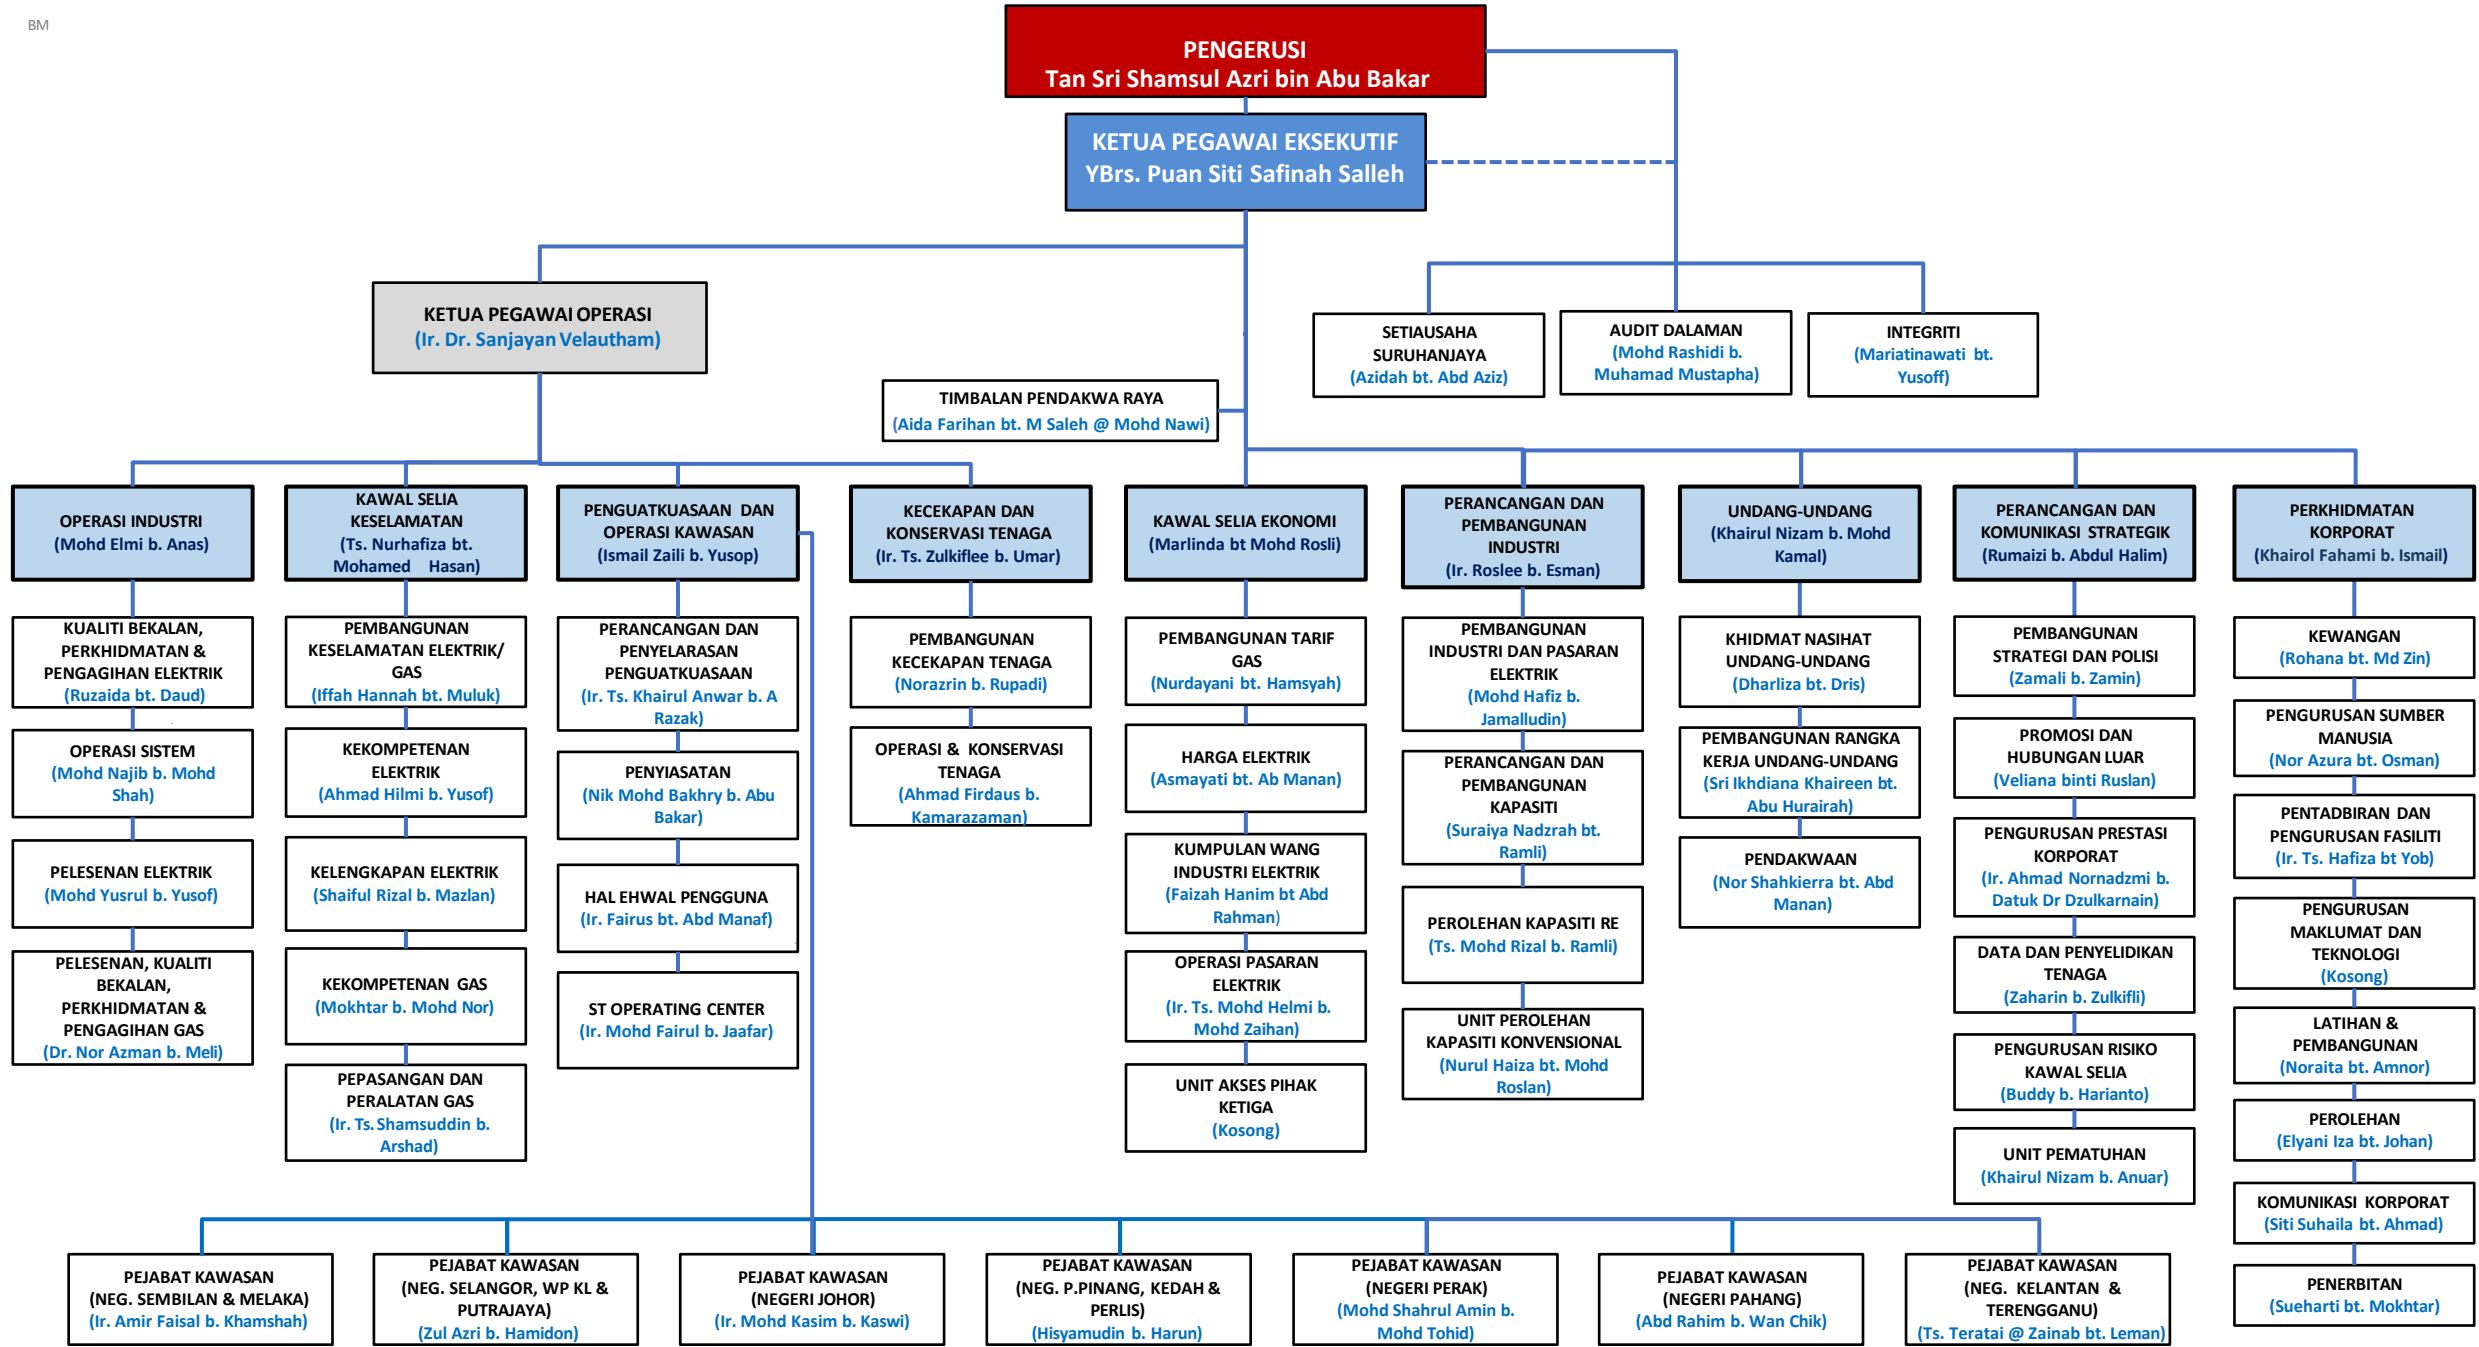 BM
PENGERUSI
Tan Sri Shamsul Azri bin Abu Bakar
KETUA PEGAWAI EKSEKUTIF
YBrs. Puan Siti Safinah Salleh
KETUA PEGAWAI OPERASI
(Ir. Dr. Sanjayan Velautham)
SETIAUSAHA
SURUHANJAYA
(Azidah bt. Abd Aziz)
AUDIT DALAMAN
(Mohd Rashidi b.
Muhamad Mustapha)
INTEGRITI
(Mariatinawati bt.
Yusoff)
TIMBALAN PENDAKWA RAYA
(Aida Farihan bt. M Saleh @ Mohd Nawi)
OPERASI INDUSTRI
(Mohd Elmi b. Anas)
KAWAL SELIA
KESELAMATAN
(Ts. Nurhafiza bt.
Mohamed Hasan)
PENGUATKUASAAN DAN
OPERASI KAWASAN
(Ismail Zaili b. Yusop)
KECEKAPAN DAN
KONSERVASI TENAGA
(Ir. Ts. Zulkiflee b. Umar)
KAWAL SELIA EKONOMI
(Marlinda bt Mohd Rosli)
PERANCANGAN DAN
PEMBANGUNAN
INDUSTRI
(Ir. Roslee b. Esman)
UNDANG-UNDANG
(Khairul Nizam b. Mohd
Kamal)
PERANCANGAN DAN
KOMUNIKASI STRATEGIK
(Rumaizi b. Abdul Halim)
PERKHIDMATAN
KORPORAT
(Khairol Fahami b. Ismail)
KUALITI BEKALAN,
PERKHIDMATAN &
PENGAGIHAN ELEKTRIK
(Ruzaida bt. Daud)
OPERASI SISTEM
(Mohd Najib b. Mohd
Shah)
PELESENAN ELEKTRIK
(Mohd Yusrul b. Yusof)
PELESENAN, KUALITI
BEKALAN,
PERKHIDMATAN &
PENGAGIHAN GAS
(Dr. Nor Azman b. Meli)
PEMBANGUNAN
KESELAMATAN ELEKTRIK/
GAS
(Iffah Hannah bt. Muluk)
KEKOMPETENAN
ELEKTRIK
(Ahmad Hilmi b. Yusof)
KELENGKAPAN ELEKTRIK
(Shaiful Rizal b. Mazlan)
KEKOMPETENAN GAS
(Mokhtar b. Mohd Nor)
PEPASANGAN DAN
PERALATAN GAS
(Ir. Ts. Shamsuddin b.
Arshad)
PERANCANGAN DAN
PENYELARASAN
PENGUATKUASAAN
(Ir. Ts. Khairul Anwar b. A
Razak)
PENYIASATAN
(Nik Mohd Bakhry b. Abu
Bakar)
HAL EHWAL PENGGUNA
(Ir. Fairus bt. Abd Manaf)
ST OPERATING CENTER
(Ir. Mohd Fairul b. Jaafar)
PEMBANGUNAN
KECEKAPAN TENAGA
(Norazrin b. Rupadi)
OPERASI & KONSERVASI
TENAGA
(Ahmad Firdaus b.
Kamarazaman)
PEMBANGUNAN TARIF
GAS
(Nurdayani bt. Hamsyah)
HARGA ELEKTRIK
(Asmayati bt. Ab Manan)
KUMPULAN WANG
INDUSTRI ELEKTRIK
(Faizah Hanim bt Abd
Rahman)
OPERASI PASARAN
ELEKTRIK
(Ir. Ts. Mohd Helmi b.
Mohd Zaihan)
UNIT AKSES PIHAK
KETIGA
(Kosong)
PEMBANGUNAN
INDUSTRI DAN PASARAN
ELEKTRIK
(Mohd Hafiz b.
Jamalludin)
PERANCANGAN DAN
PEMBANGUNAN
KAPASITI
(Suraiya Nadzrah bt.
Ramli)
PEROLEHAN KAPASITI RE
(Ts. Mohd Rizal b. Ramli)
UNIT PEROLEHAN
KAPASITI KONVENSIONAL
(Nurul Haiza bt. Mohd
Roslan)
KHIDMAT NASIHAT
UNDANG-UNDANG
(Dharliza bt. Dris)
PEMBANGUNAN RANGKA
KERJA UNDANG-UNDANG
(Sri Ikhdiana Khaireen bt.
Abu Hurairah)
PENDAKWAAN
(Nor Shahkierra bt. Abd
Manan)
PEMBANGUNAN
STRATEGI DAN POLISI
(Zamali b. Zamin)
PROMOSI DAN
HUBUNGAN LUAR
(Veliana binti Ruslan)
PENGURUSAN PRESTASI
KORPORAT
(Ir. Ahmad Nornadzmi b.
Datuk Dr Dzulkarnain)
DATA DAN PENYELIDIKAN
TENAGA
(Zaharin b. Zulkifli)
PENGURUSAN RISIKO
KAWAL SELIA
(Buddy b. Harianto)
UNIT PEMATUHAN
(Khairul Nizam b. Anuar)
KEWANGAN
(Rohana bt. Md Zin)
PENGURUSAN SUMBER
MANUSIA
(Nor Azura bt. Osman)
PENTADBIRAN DAN
PENGURUSAN FASILITI
(Ir. Ts. Hafiza bt Yob)
PENGURUSAN
MAKLUMAT DAN
TEKNOLOGI
(Kosong)
LATIHAN &
PEMBANGUNAN
(Noraita bt. Amnor)
PEROLEHAN
(Elyani Iza bt. Johan)
KOMUNIKASI KORPORAT
(Siti Suhaila bt. Ahmad)
PENERBITAN
(Sueharti bt. Mokhtar)
PEJABAT KAWASAN
(NEG. SEMBILAN & MELAKA)
(Ir. Amir Faisal b. Khamshah)
PEJABAT KAWASAN
(NEG. SELANGOR, WP KL &
PUTRAJAYA)
(Zul Azri b. Hamidon)
PEJABAT KAWASAN
(NEGERI JOHOR)
(Ir. Mohd Kasim b. Kaswi)
PEJABAT KAWASAN
(NEG. P.PINANG, KEDAH &
PERLIS)
(Hisyamudin b. Harun)
PEJABAT KAWASAN
(NEGERI PERAK)
(Mohd Shahrul Amin b.
Mohd Tohid)
PEJABAT KAWASAN
(NEGERI PAHANG)
(Abd Rahim b. Wan Chik)
PEJABAT KAWASAN
(NEG. KELANTAN &
TERENGGANU)
(Ts. Teratai @ Zainab bt. Leman)